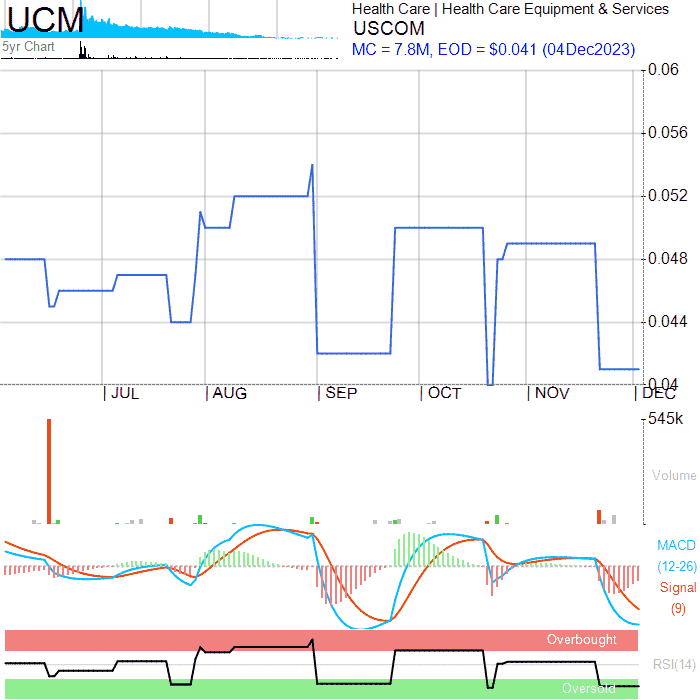 UCM
5yr Chart
Health Care | Health Care Equipment & Services
USCOM
MC = 7.8M, EOD = $0.041 (04Dec2023)
0.06
0.056
0.052
0.048
0.044
0.04
JUL AUG SEP OCT NOV DEC
545k
Volume
MACD
(12-26)
Signal
(9)
Overbought
RSI(14)
Oversold